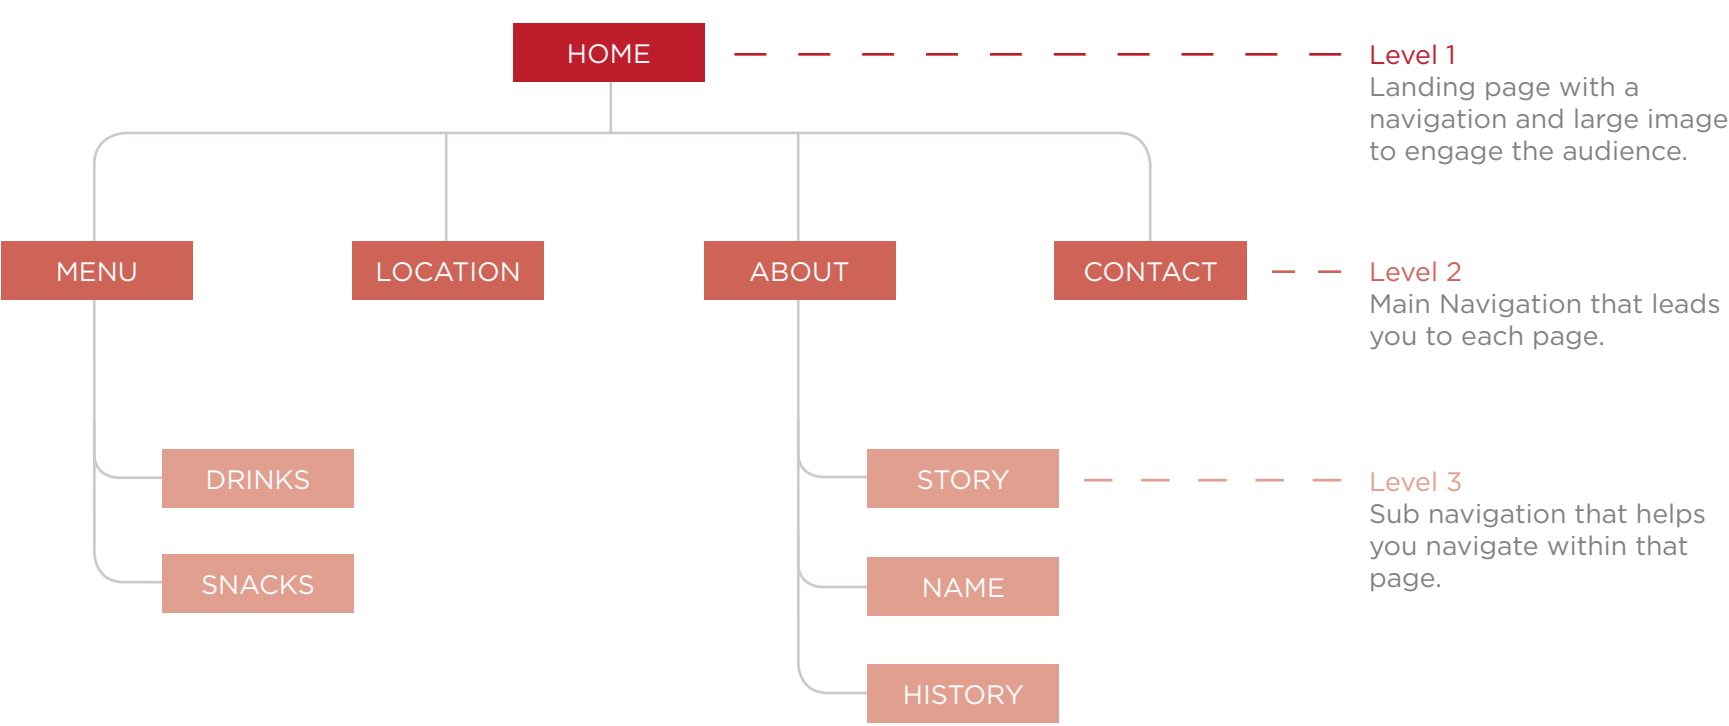 HOME
Level 1
Landing page with a
navigation and large image
to engage the audience.
MENU
LOCATION
ABOUT
CONTACT
Level 2
Main Navigation that leads
you to each page.
DRINKS
SNACKS
STORY
NAME
HISTORY
Level 3
Sub navigation that helps
you navigate within that
page.